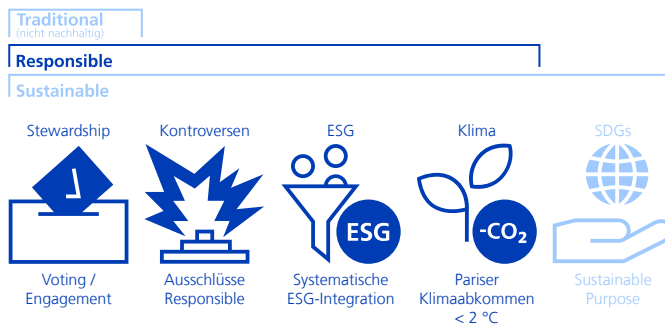 Traditional
(nicht nachhaltig)
Responsible
Sustainable
Stewardship
Kontroversen
ESG
Klima
SDGs
ESG
-CO₂
Voting /
Engagement
Ausschlüsse
Responsible
Systematische
ESG-Integration
Pariser
Klimaabkommen
< 2 °C
Sustainable
Purpose